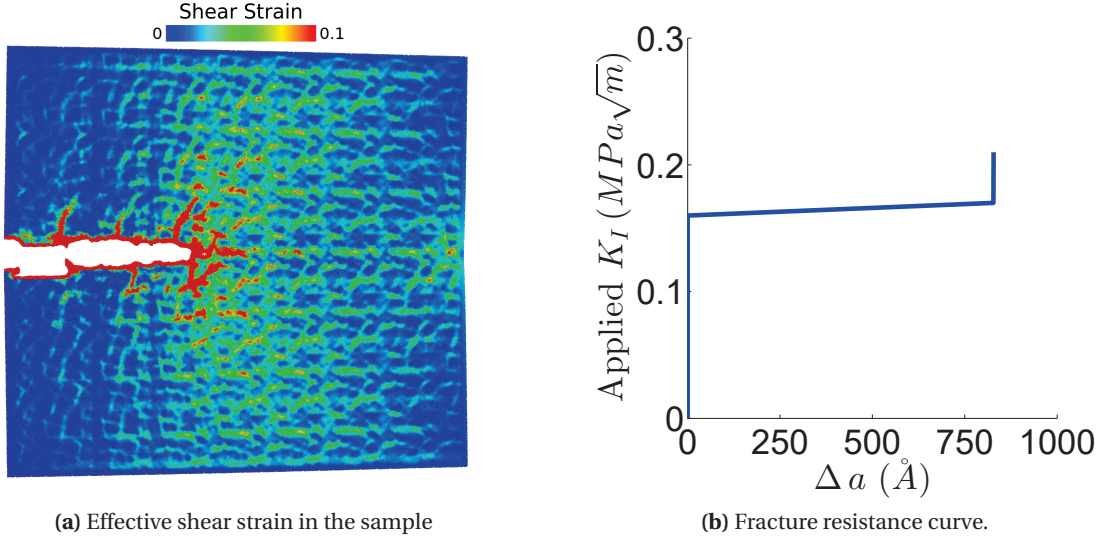 Shear Strain
0 0.1
(a) Effective shear strain in the sample
0.3
0.2
0.1
0
0 250 500 750 1000
Applied K_I (MPa√m)
Δ a (Å)
(b) Fracture resistance curve.